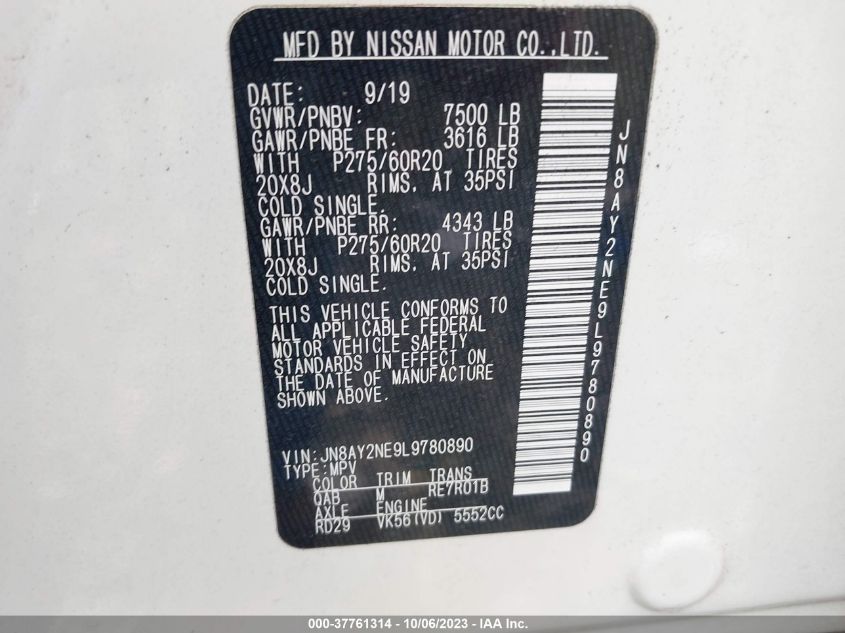 MFD BY NISSAN MOTOR CO.,LTD.
DATE: 9/19
GVWR/PNBV: 7500 LB
GAWR/PNBE FR: 3616 LB
WITH P275/60R20 TIRES
20X8J RIMS, AT 35PSI
COLD SINGLE.
GAWR/PNBE RR: 4343 LB
WITH P275/60R20 TIRES
20X8J RIMS, AT 35PSI
COLD SINGLE.
THIS VEHICLE CONFORMS TO
ALL APPLICABLE FEDERAL
MOTOR VEHICLE SAFETY
STANDARDS IN EFFECT ON
THE DATE OF MANUFACTURE
SHOWN ABOVE.
VIN:JN8AY2NE9L9780890
TYPE:MPV
COLOR TRIM TRANS
QAB M RE7R01B
AXLE ENGINE
RD29 VK56(VD) 5552CC
JN8AY2NE9L9780890
000-37761314 - 10/06/2023 - IAA Inc.